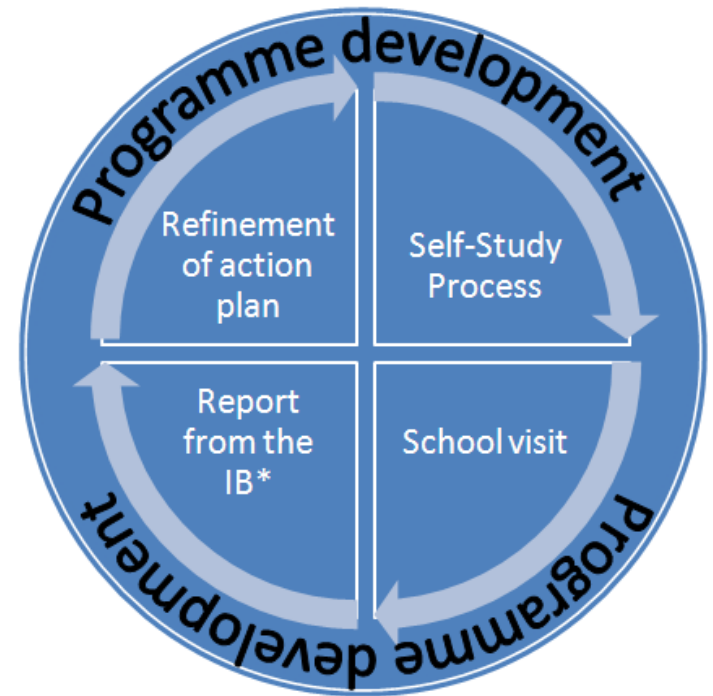 Programme development
Refinement
of action
plan
Self-Study
Process
Report
from the
IB*
School visit
Programme development